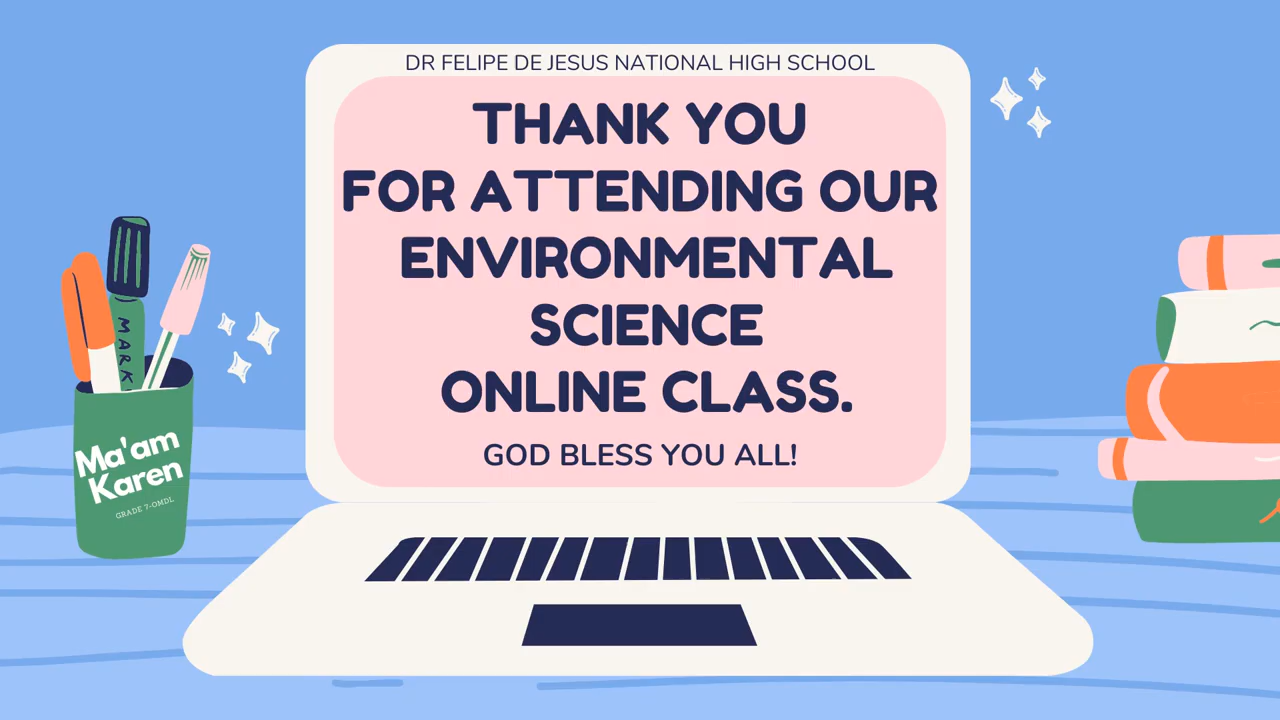 DR FELIPE DE JESUS NATIONAL HIGH SCHOOL
THANK YOU
FOR ATTENDING OUR
ENVIRONMENTAL
SCIENCE
ONLINE CLASS.
GOD BLESS YOU ALL!
MARK
Ma'am
Karen
GRADE 7-OMDL